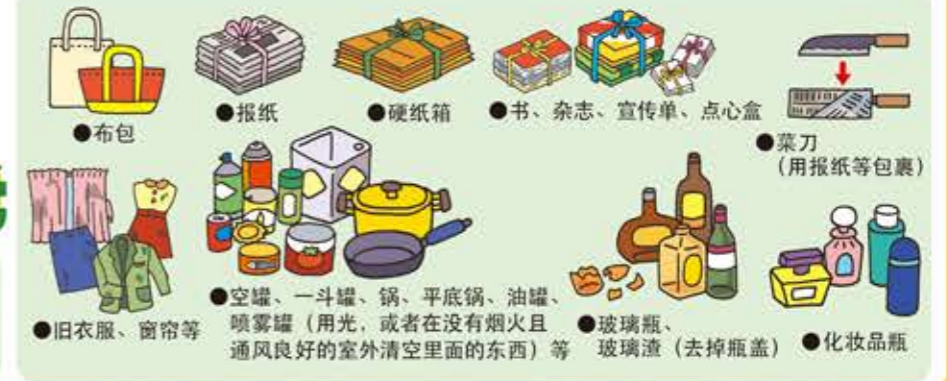 ●布包
●报纸
●硬纸箱
●书、杂志、宣传单、点心盒
●菜刀
（用报纸等包裹）
●旧衣服、窗帘等
●空罐、一斗罐、锅、平底锅、油罐、
喷雾罐（用光，或者在没有烟火且
通风良好的室外清空里面的东西）等
●玻璃瓶、
玻璃渣（去掉瓶盖）
●化妆品瓶